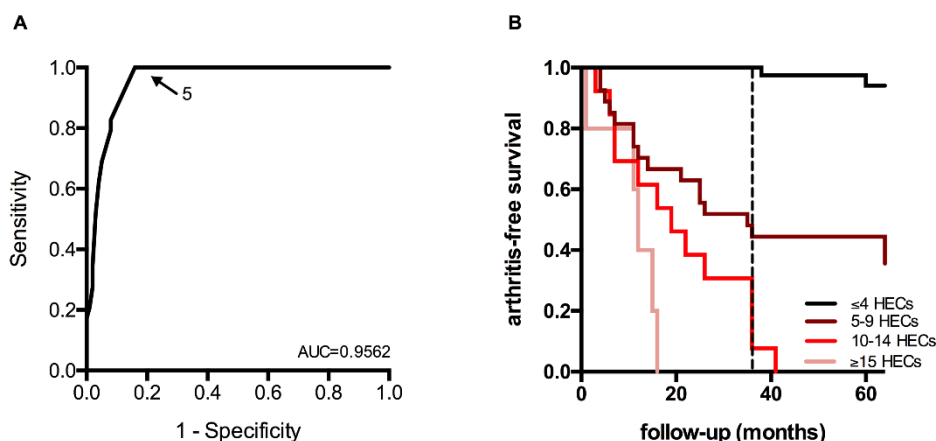 A
Sensitivity
1.0
0.8
0.6
0.4
0.2
0.0
5
AUC=0.9562
0.0 0.2 0.4 0.6 0.8 1.0
1 - Specificity
B
arthritis-free survival
1.0
0.8
0.6
0.4
0.2
0.0
≤4 HECs
5-9 HECs
10-14 HECs
≥15 HECs
0 20 40 60
follow-up (months)